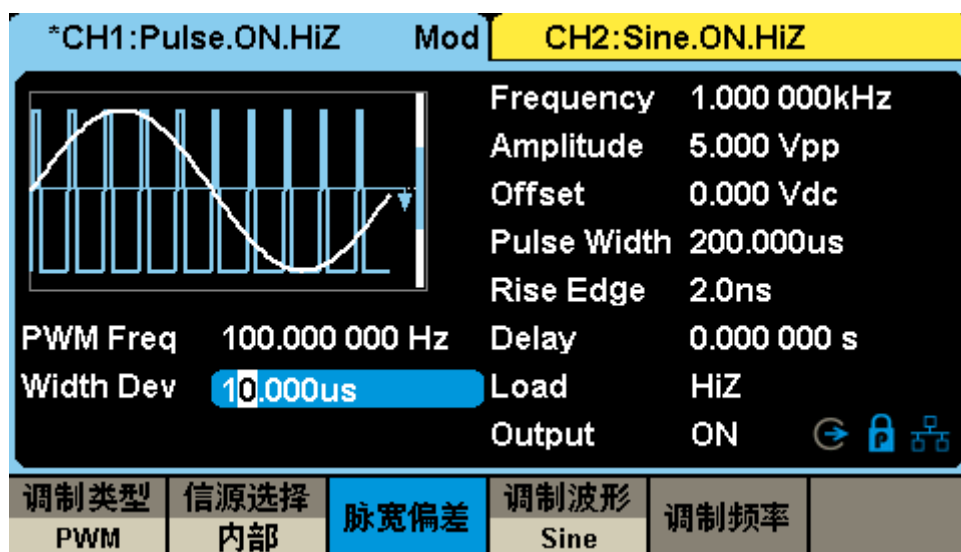 *CH1:Pulse.ON.HiZ Mod
CH2:Sine.ON.HiZ
Frequency 1.000 000kHz
Amplitude 5.000 Vpp
Offset 0.000 Vdc
Pulse Width 200.000us
Rise Edge 2.0ns
PWM Freq 100.000 000 Hz
Delay 0.000 000 s
Width Dev 10.000us
Load HiZ
Output ON
调制类型
PWM
信源选择
内部
脉宽偏差
调制波形
Sine
调制频率